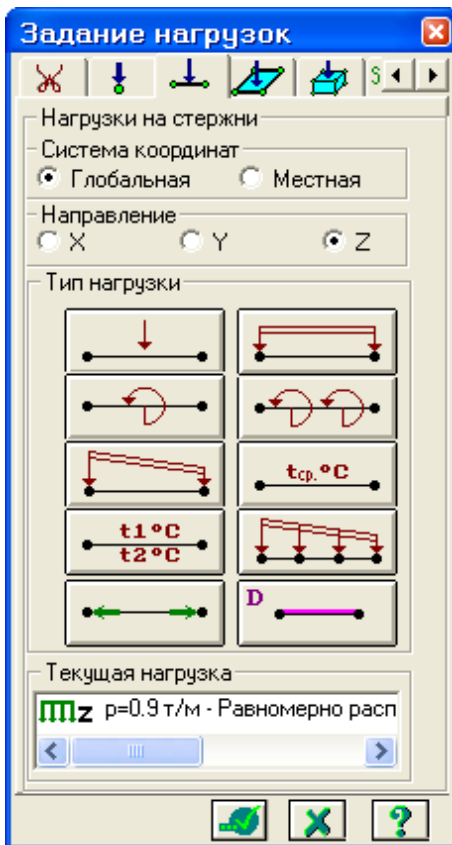 Задание нагрузок
S
Нагрузки на стержни
Система координат
Глобальная Местная
Направление
X Y Z
Тип нагрузки
tср.°C
t1°C
t2°C
D
Текущая нагрузка
z p=0.9 т/м - Равномерно расп
?